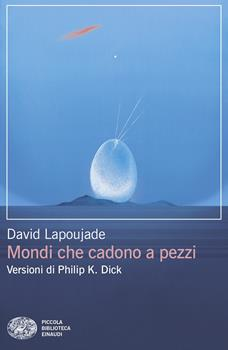 David Lapoujade
Mondi che cadono a pezzi
Versioni di Philip K. Dick
PICCOLA
BIBLIOTECA
EINAUDI